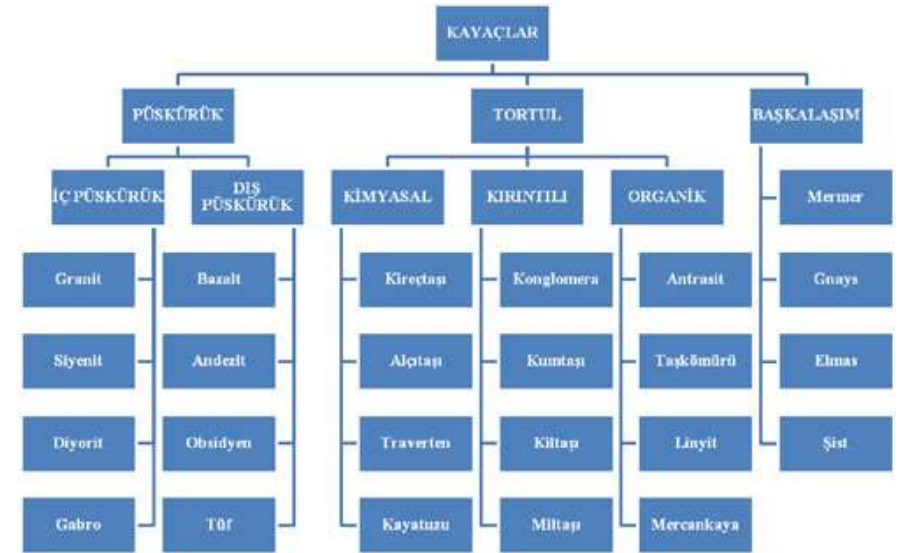 KAYAÇLAR
PÜSKÜRÜK
TORTUL
BAŞKALAŞIM
İÇ PÜSKÜRÜK
DIŞ
PÜSKÜRÜK
KİMYASAL
KIRINTILI
ORGANİK
Mermer
Granit
Bazalt
Kireçtaşı
Konglomera
Antrasit
Gnays
Siyenit
Andezit
Alçıtaşı
Kumtaşı
Taşkömürü
Elmas
Diyorit
Obsidyen
Traverten
Kiltaşı
Linyit
Şist
Gabro
Tüf
Kayatuzu
Miltaşı
Mercankaya